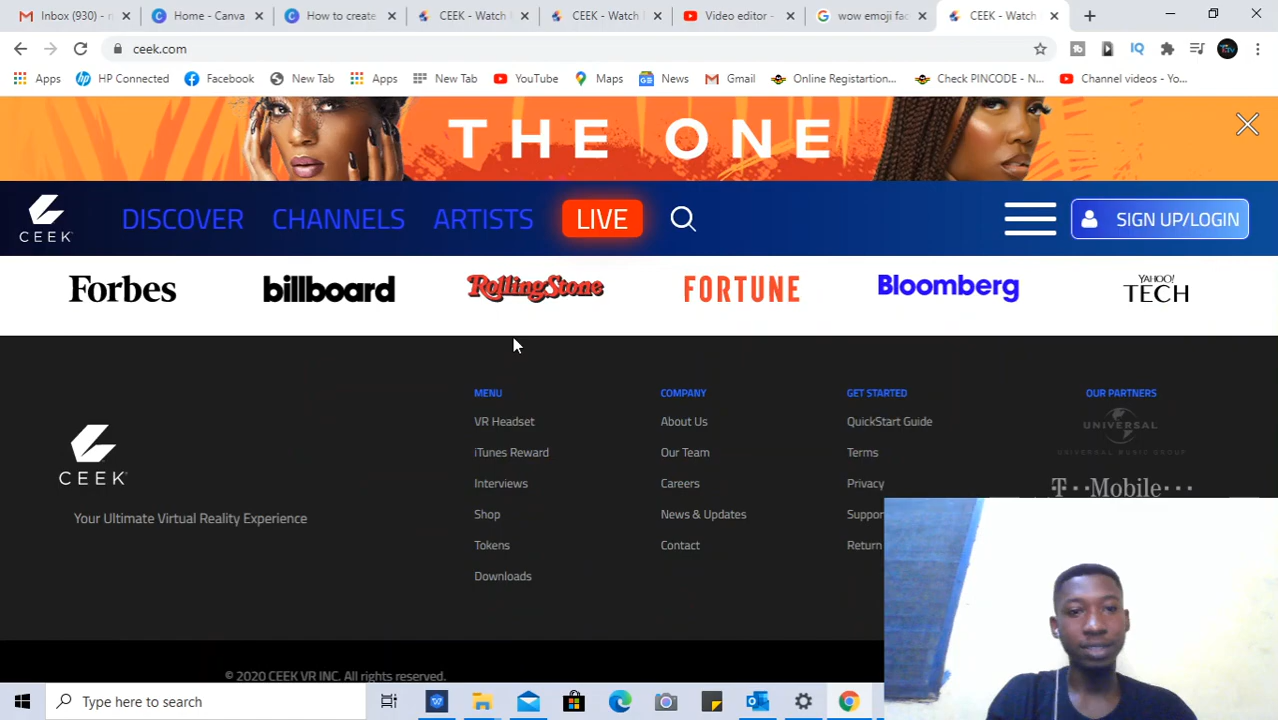 Inbox (930) - r
Home - Canva
How to create
CEEK - Watch
CEEK - Watch
Video editor -
wow emoji fac
CEEK - Watch
ceek.com
Apps
HP Connected
Facebook
New Tab
Apps
New Tab
YouTube
Maps
News
Gmail
Online Registartion...
Check PINCODE - N...
Channel videos - Yo...
THE ONE
CEEK
DISCOVER
CHANNELS
ARTISTS
LIVE
SIGN UP/LOGIN
Forbes
billboard
RollingStone
FORTUNE
Bloomberg
YAHOO!
TECH
MENU
VR Headset
iTunes Reward
Interviews
Shop
Tokens
Downloads
COMPANY
About Us
Our Team
Careers
News & Updates
Contact
GET STARTED
QuickStart Guide
Terms
Privacy
Suppor
Return
OUR PARTNERS
UNIVERSAL
UNIVERSAL MUSIC GROUP
T··Mobile···
CEEK
Your Ultimate Virtual Reality Experience
© 2020 CEEK VR INC. All rights reserved.
Type here to search